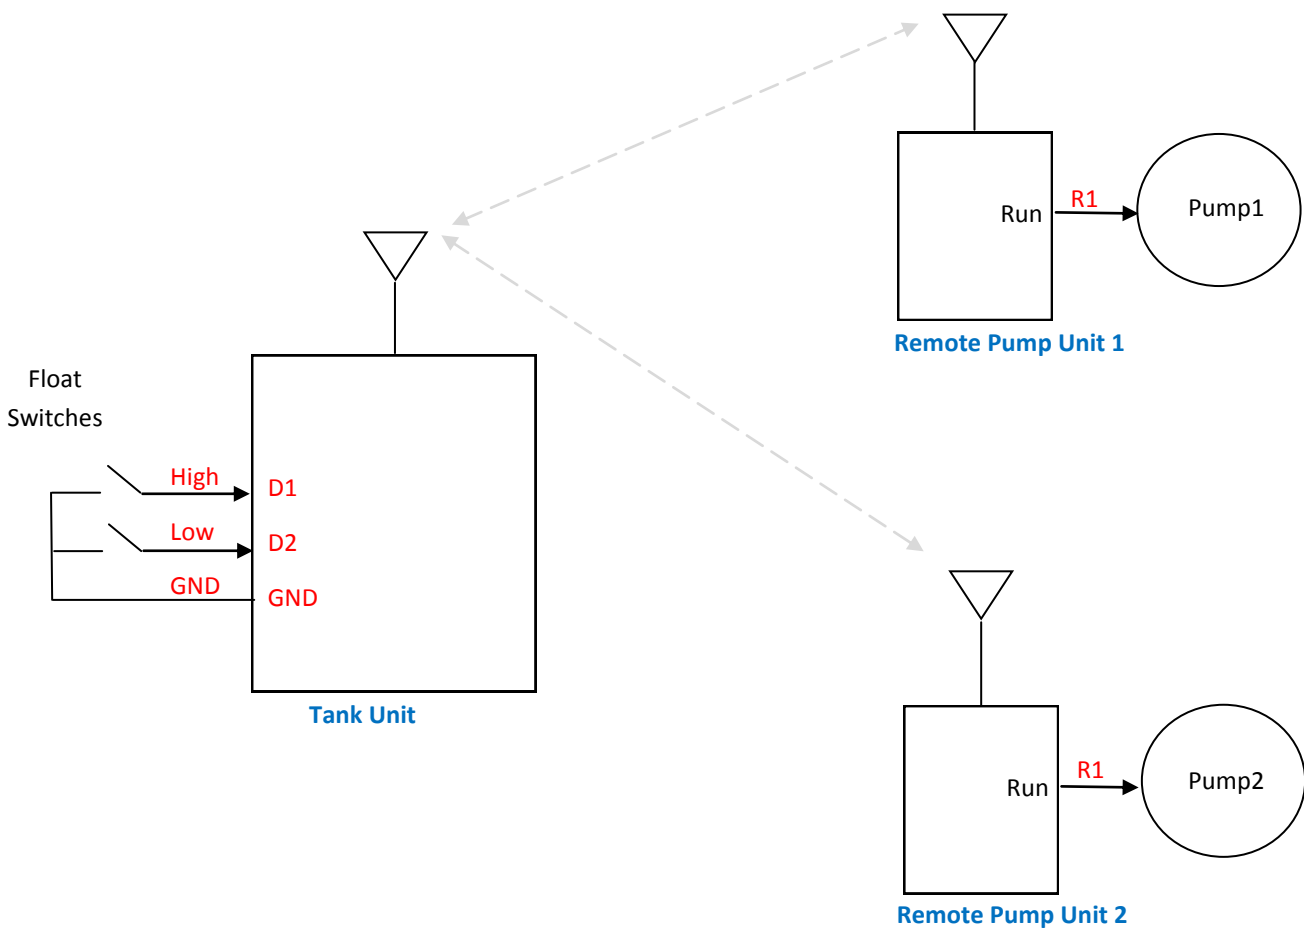 Float
Switches
High
D1
Low
D2
GND
GND
Tank Unit
R1
Run
Pump1
Remote Pump Unit 1
R1
Run
Pump2
Remote Pump Unit 2